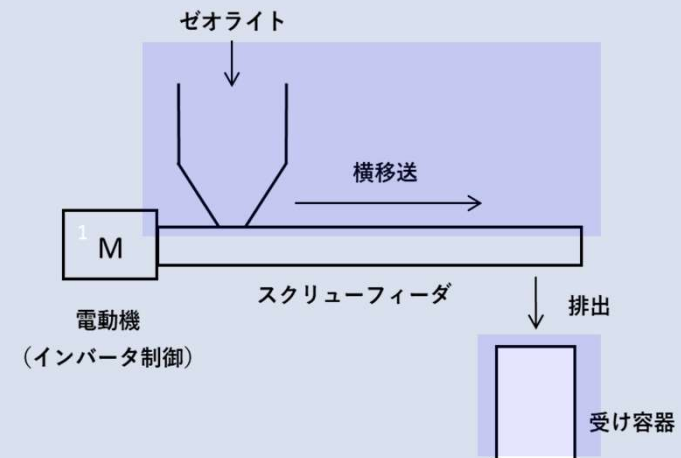 ゼオライト
横移送
1
M
スクリューフィーダ
電動機
（インバータ制御）
排出
受け容器